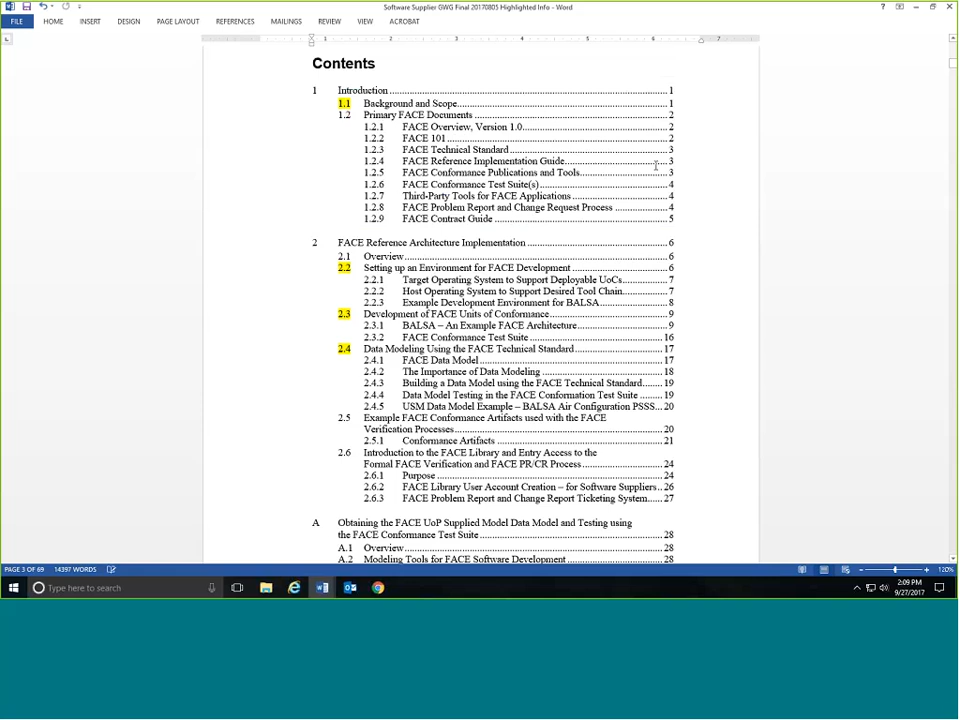 Software Supplier GWG Final 20170805 Highlighted Info - Word
FILE HOME INSERT DESIGN PAGE LAYOUT REFERENCES MAILINGS REVIEW VIEW ACROBAT
1 2 3 4 5 6 7
Contents
1 Introduction ........ 1
1.1 Background and Scope ........ 1
1.2 Primary FACE Documents ........ 2
1.2.1 FACE Overview, Version 1.0 ........ 2
1.2.2 FACE 101 ........ 2
1.2.3 FACE Technical Standard ........ 3
1.2.4 FACE Reference Implementation Guide ........ 3
1.2.5 FACE Conformance Publications and Tools ........ 3
1.2.6 FACE Conformance Test Suite(s) ........ 4
1.2.7 Third-Party Tools for FACE Applications ........ 4
1.2.8 FACE Problem Report and Change Request Process ........ 4
1.2.9 FACE Contract Guide ........ 5
2 FACE Reference Architecture Implementation ........ 6
2.1 Overview ........ 6
2.2 Setting up an Environment for FACE Development ........ 6
2.2.1 Target Operating System to Support Deployable UoCs ........ 7
2.2.2 Host Operating System to Support Desired Tool Chain ........ 7
2.2.3 Example Development Environment for BALSA ........ 8
2.3 Development of FACE Units of Conformance ........ 9
2.3.1 BALSA – An Example FACE Architecture ........ 9
2.3.2 FACE Conformance Test Suite ........ 16
2.4 Data Modeling Using the FACE Technical Standard ........ 17
2.4.1 FACE Data Model ........ 17
2.4.2 The Importance of Data Modeling ........ 18
2.4.3 Building a Data Model using the FACE Technical Standard ........ 19
2.4.4 Data Model Testing in the FACE Conformation Test Suite ........ 19
2.4.5 USM Data Model Example – BALSA Air Configuration PSSS ... 20
2.5 Example FACE Conformance Artifacts used with the FACE
Verification Processes ........ 20
2.5.1 Conformance Artifacts ........ 21
2.6 Introduction to the FACE Library and Entry Access to the
Formal FACE Verification and FACE PR/CR Process ........ 24
2.6.1 Purpose ........ 24
2.6.2 FACE Library User Account Creation – for Software Suppliers .. 26
2.6.3 FACE Problem Report and Change Report Ticketing System ...... 27
A Obtaining the FACE UoP Supplied Model Data Model and Testing using
the FACE Conformance Test Suite ........ 28
A.1 Overview ........ 28
A.2 Modeling Tools for FACE Software Development ........ 28
PAGE 3 OF 69 14397 WORDS 120%
Type here to search
2:09 PM
9/27/2017